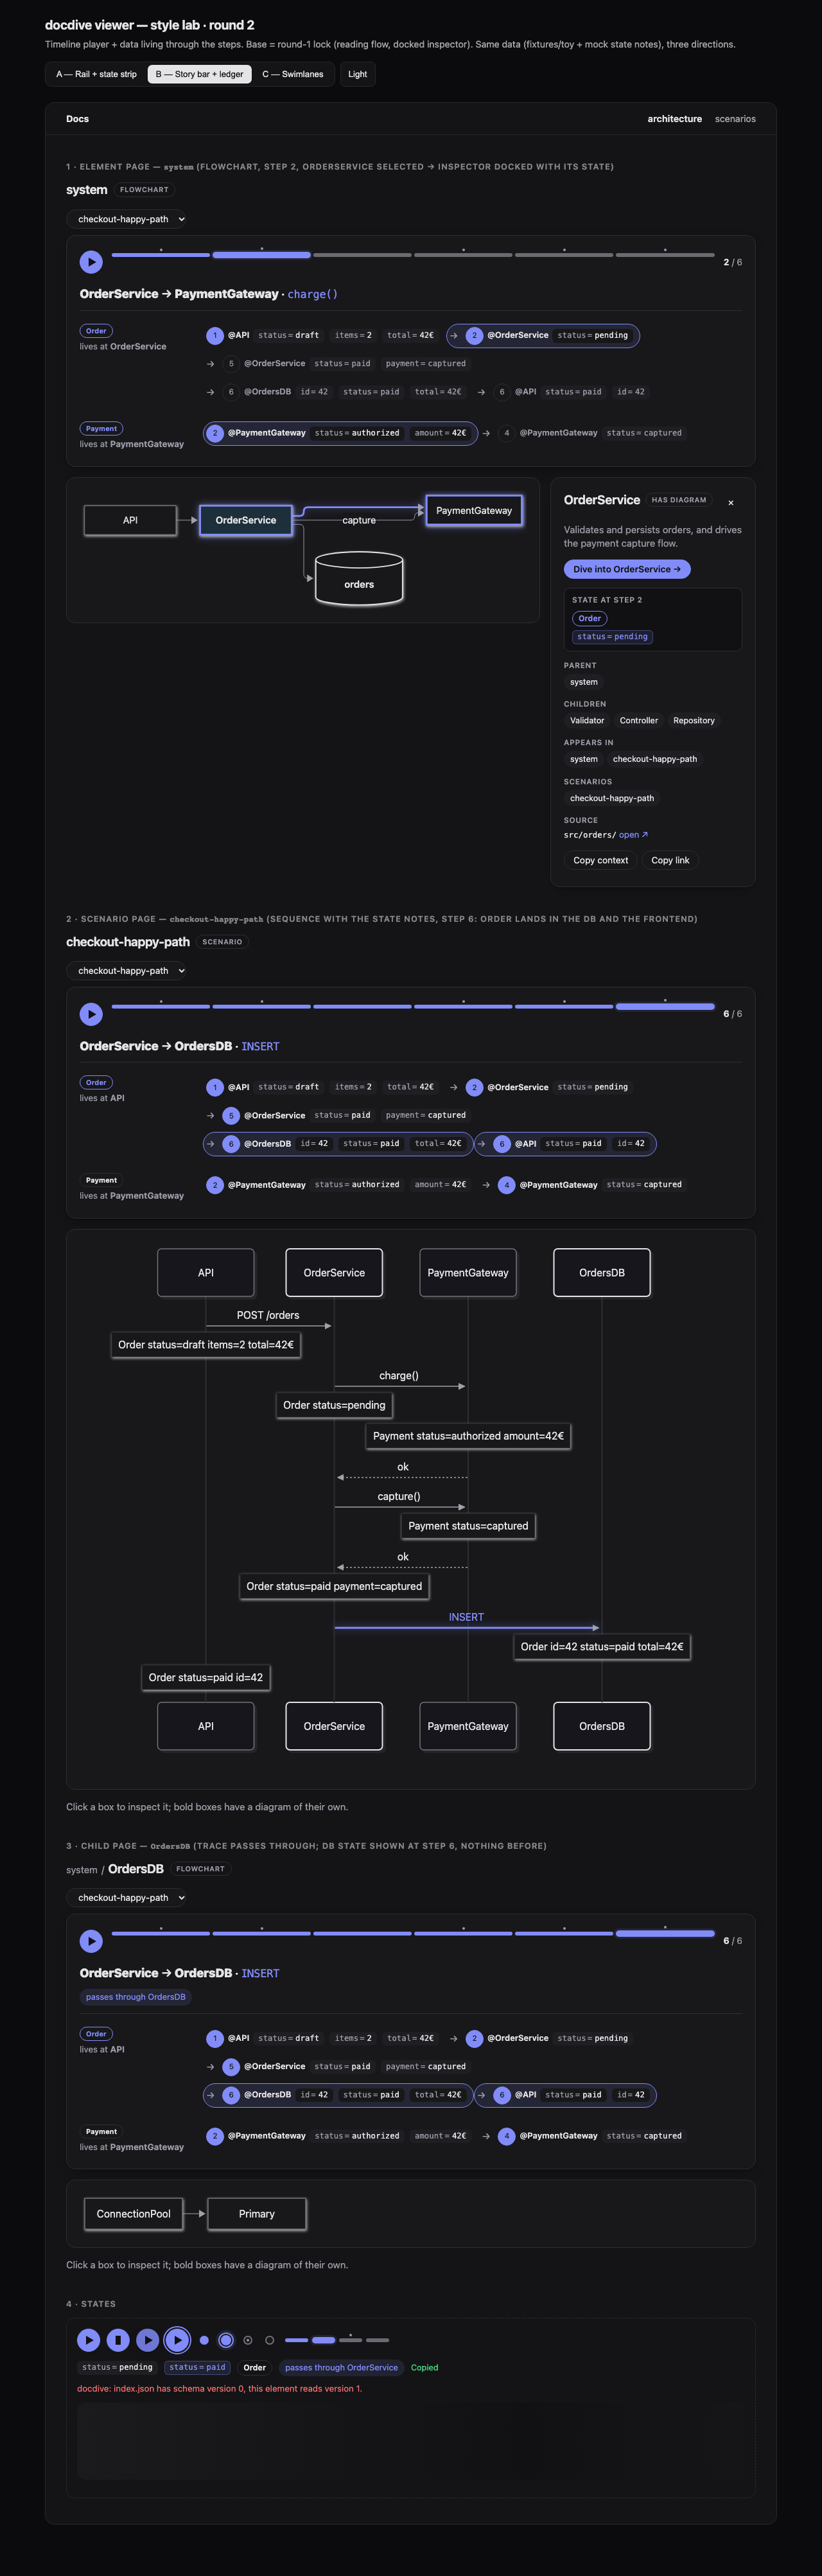 docdive viewer — style lab · round 2
Timeline player + data living through the steps. Base = round-1 lock (reading flow, docked inspector). Same data (fixtures/toy + mock state notes), three directions.
A — Rail + state strip B — Story bar + ledger C — Swimlanes Light
Docs architecture scenarios
1 · ELEMENT PAGE — system (FLOWCHART, STEP 2, ORDERSERVICE SELECTED → INSPECTOR DOCKED WITH ITS STATE)
system FLOWCHART
checkout-happy-path
2 / 6
OrderService → PaymentGateway · charge()
Order 1 @API status=draft items=2 total=42€ → 2 @OrderService status=pending
lives at OrderService
→ 5 @OrderService status=paid payment=captured
→ 6 @OrdersDB id=42 status=paid total=42€ → 6 @API status=paid id=42
Payment 2 @PaymentGateway status=authorized amount=42€ → 4 @PaymentGateway status=captured
lives at PaymentGateway
API
OrderService
capture
PaymentGateway
orders
OrderService HAS DIAGRAM ×
Validates and persists orders, and drives
the payment capture flow.
Dive into OrderService →
STATE AT STEP 2
Order
status=pending
PARENT
system
CHILDREN
Validator Controller Repository
APPEARS IN
system checkout-happy-path
SCENARIOS
checkout-happy-path
SOURCE
src/orders/ open ↗
Copy context Copy link
2 · SCENARIO PAGE — checkout-happy-path (SEQUENCE WITH THE STATE NOTES, STEP 6: ORDER LANDS IN THE DB AND THE FRONTEND)
checkout-happy-path SCENARIO
checkout-happy-path
6 / 6
OrderService → OrdersDB · INSERT
Order 1 @API status=draft items=2 total=42€ → 2 @OrderService status=pending
lives at API
→ 5 @OrderService status=paid payment=captured
→ 6 @OrdersDB id=42 status=paid total=42€ → 6 @API status=paid id=42
Payment 2 @PaymentGateway status=authorized amount=42€ → 4 @PaymentGateway status=captured
lives at PaymentGateway
API OrderService PaymentGateway OrdersDB
POST /orders
Order status=draft items=2 total=42€
charge()
Order status=pending
Payment status=authorized amount=42€
ok
capture()
Payment status=captured
ok
Order status=paid payment=captured
INSERT
Order id=42 status=paid total=42€
Order status=paid id=42
API OrderService PaymentGateway OrdersDB
Click a box to inspect it; bold boxes have a diagram of their own.
3 · CHILD PAGE — OrdersDB (TRACE PASSES THROUGH; DB STATE SHOWN AT STEP 6, NOTHING BEFORE)
system / OrdersDB FLOWCHART
checkout-happy-path
6 / 6
OrderService → OrdersDB · INSERT
passes through OrdersDB
Order 1 @API status=draft items=2 total=42€ → 2 @OrderService status=pending
lives at API
→ 5 @OrderService status=paid payment=captured
→ 6 @OrdersDB id=42 status=paid total=42€ → 6 @API status=paid id=42
Payment 2 @PaymentGateway status=authorized amount=42€ → 4 @PaymentGateway status=captured
lives at PaymentGateway
ConnectionPool Primary
Click a box to inspect it; bold boxes have a diagram of their own.
4 · STATES
status=pending status=paid Order passes through OrderService Copied
docdive: index.json has schema version 0, this element reads version 1.